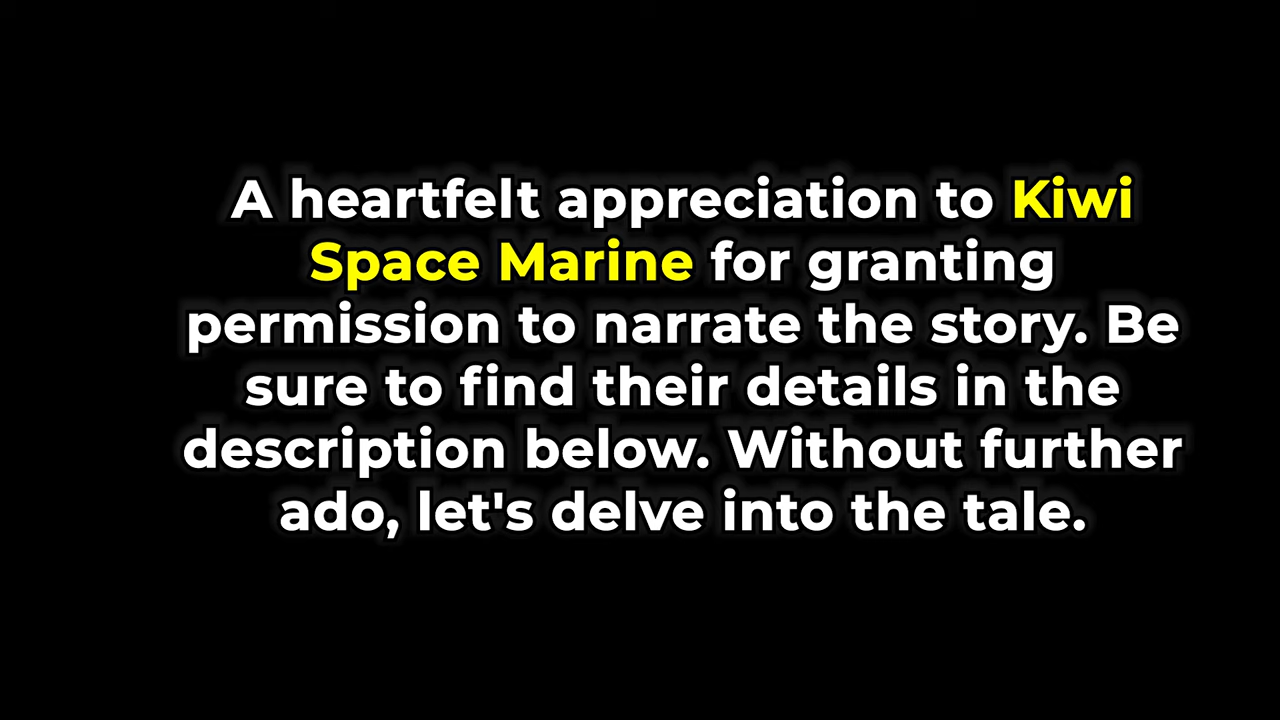 A heartfelt appreciation to Kiwi
Space Marine for granting
permission to narrate the story. Be
sure to find their details in the
description below. Without further
ado, let's delve into the tale.